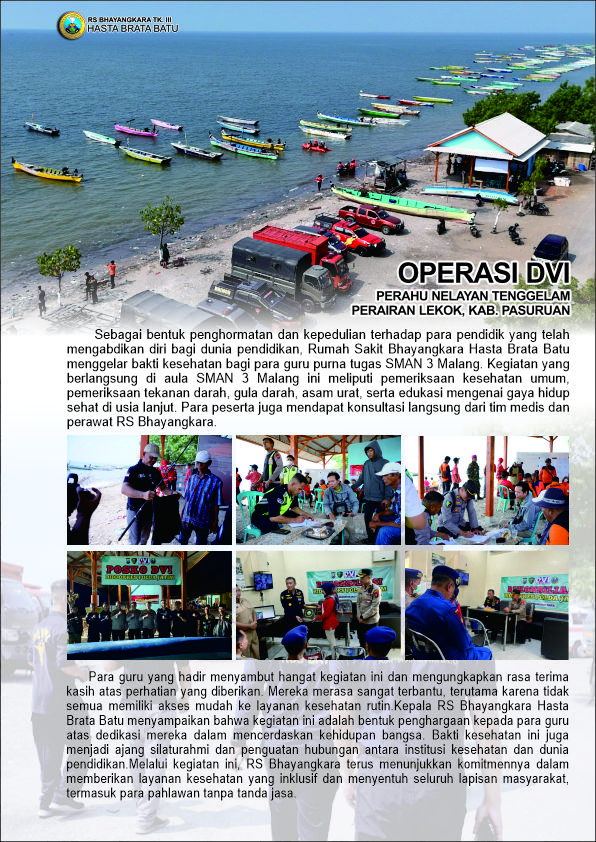 RS BHAYANGKARA TK. III
HASTA BRATA BATU
OPERASI DVI
PERAHU NELAYAN TENGGELAM
PERAIRAN LEKOK, KAB. PASURUAN
Sebagai bentuk penghormatan dan kepedulian terhadap para pendidik yang telah
mengabdikan diri bagi dunia pendidikan, Rumah Sakit Bhayangkara Hasta Brata Batu
menggelar bakti kesehatan bagi para guru purna tugas SMAN 3 Malang. Kegiatan yang
berlangsung di aula SMAN 3 Malang ini meliputi pemeriksaan kesehatan umum,
pemeriksaan tekanan darah, gula darah, asam urat, serta edukasi mengenai gaya hidup
sehat di usia lanjut. Para peserta juga mendapat konsultasi langsung dari tim medis dan
perawat RS Bhayangkara.
POSKO DVI
Para guru yang hadir menyambut hangat kegiatan ini dan mengungkapkan rasa terima
kasih atas perhatian yang diberikan. Mereka merasa sangat terbantu, terutama karena tidak
semua memiliki akses mudah ke layanan kesehatan rutin.Kepala RS Bhayangkara Hasta
Brata Batu menyampaikan bahwa kegiatan ini adalah bentuk penghargaan kepada para guru
atas dedikasi mereka dalam mencerdaskan kehidupan bangsa. Bakti kesehatan ini juga
menjadi ajang silaturahmi dan penguatan hubungan antara institusi kesehatan dan dunia
pendidikan.Melalui kegiatan ini, RS Bhayangkara terus menunjukkan komitmennya dalam
memberikan layanan kesehatan yang inklusif dan menyentuh seluruh lapisan masyarakat,
termasuk para pahlawan tanpa tanda jasa.